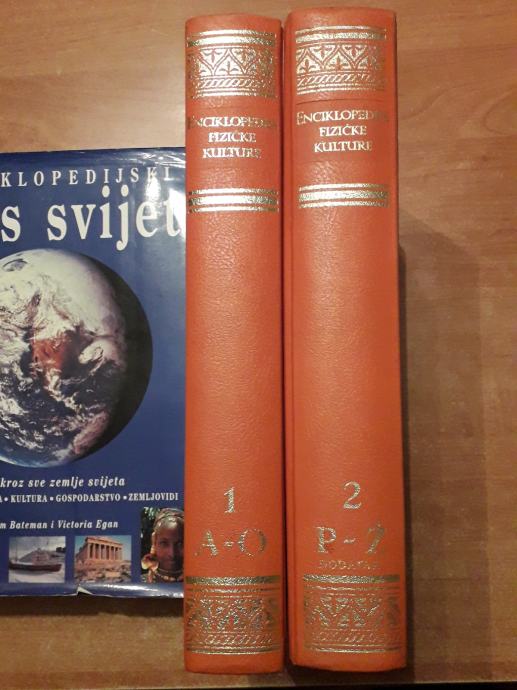 KLOPEDIJSKI
s svijet
kroz sve zemlje svijeta
A • KULTURA • GOSPODARSTVO • ZEMLJOVIDI
m Bateman i Victoria Egan
ENCIKLOPEDIJA
FIZIČKE
KULTURE
1
A-O
ENCIKLOPEDIJA
FIZIČKE
KULTURE
2
P-Ž
DODATAK